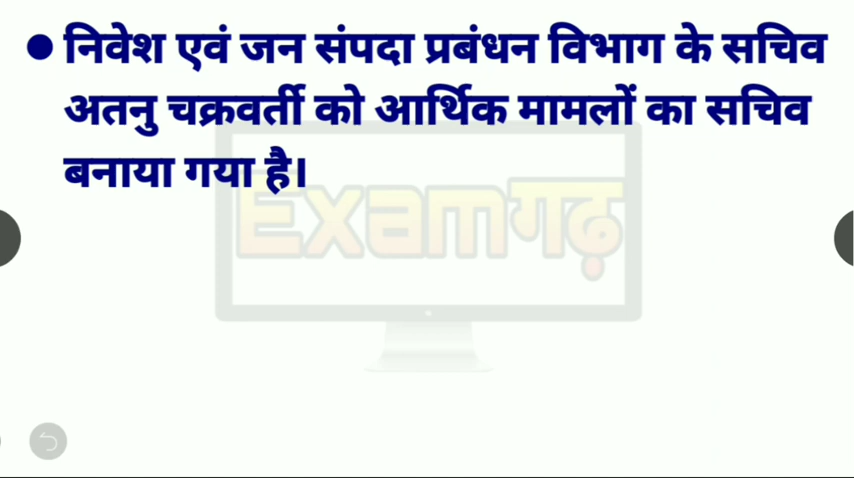 ● निवेश एवं जन संपदा प्रबंधन विभाग के सचिव
अतनु चक्रवर्ती को आर्थिक मामलों का सचिव
बनाया गया है।
Examगढ़